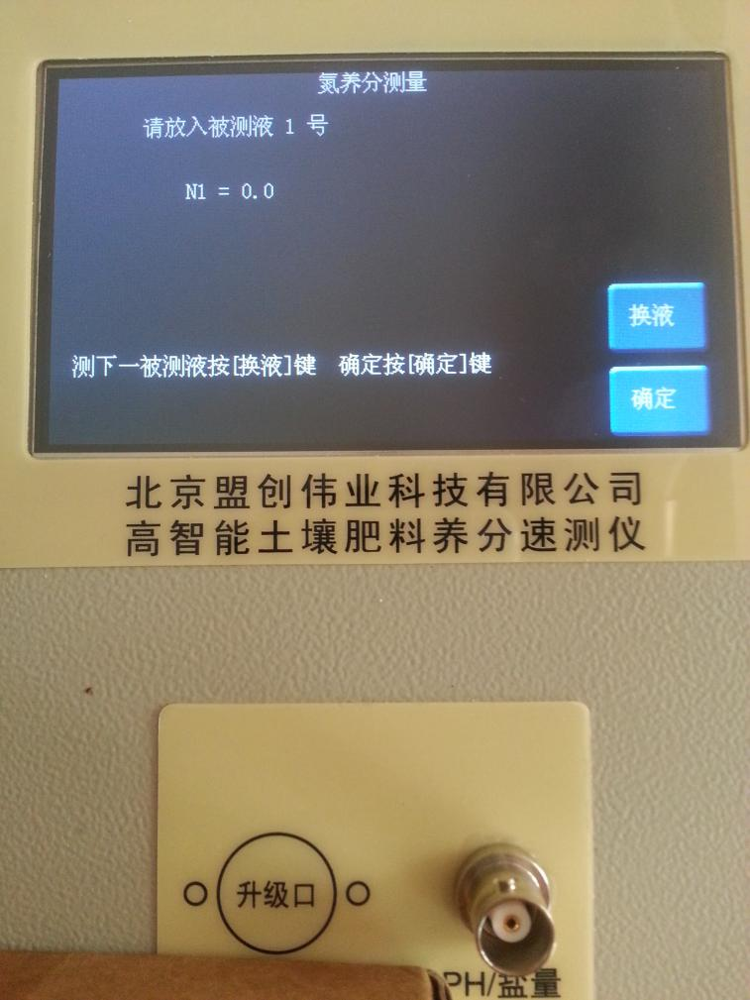 氮养分测量
请放入被测液 1 号
N1 = 0.0
换液
测下一被测液按[换液]键 确定按[确定]键
确定
北京盟创伟业科技有限公司
高智能土壤肥料养分速测仪
升级口
PH/盐量